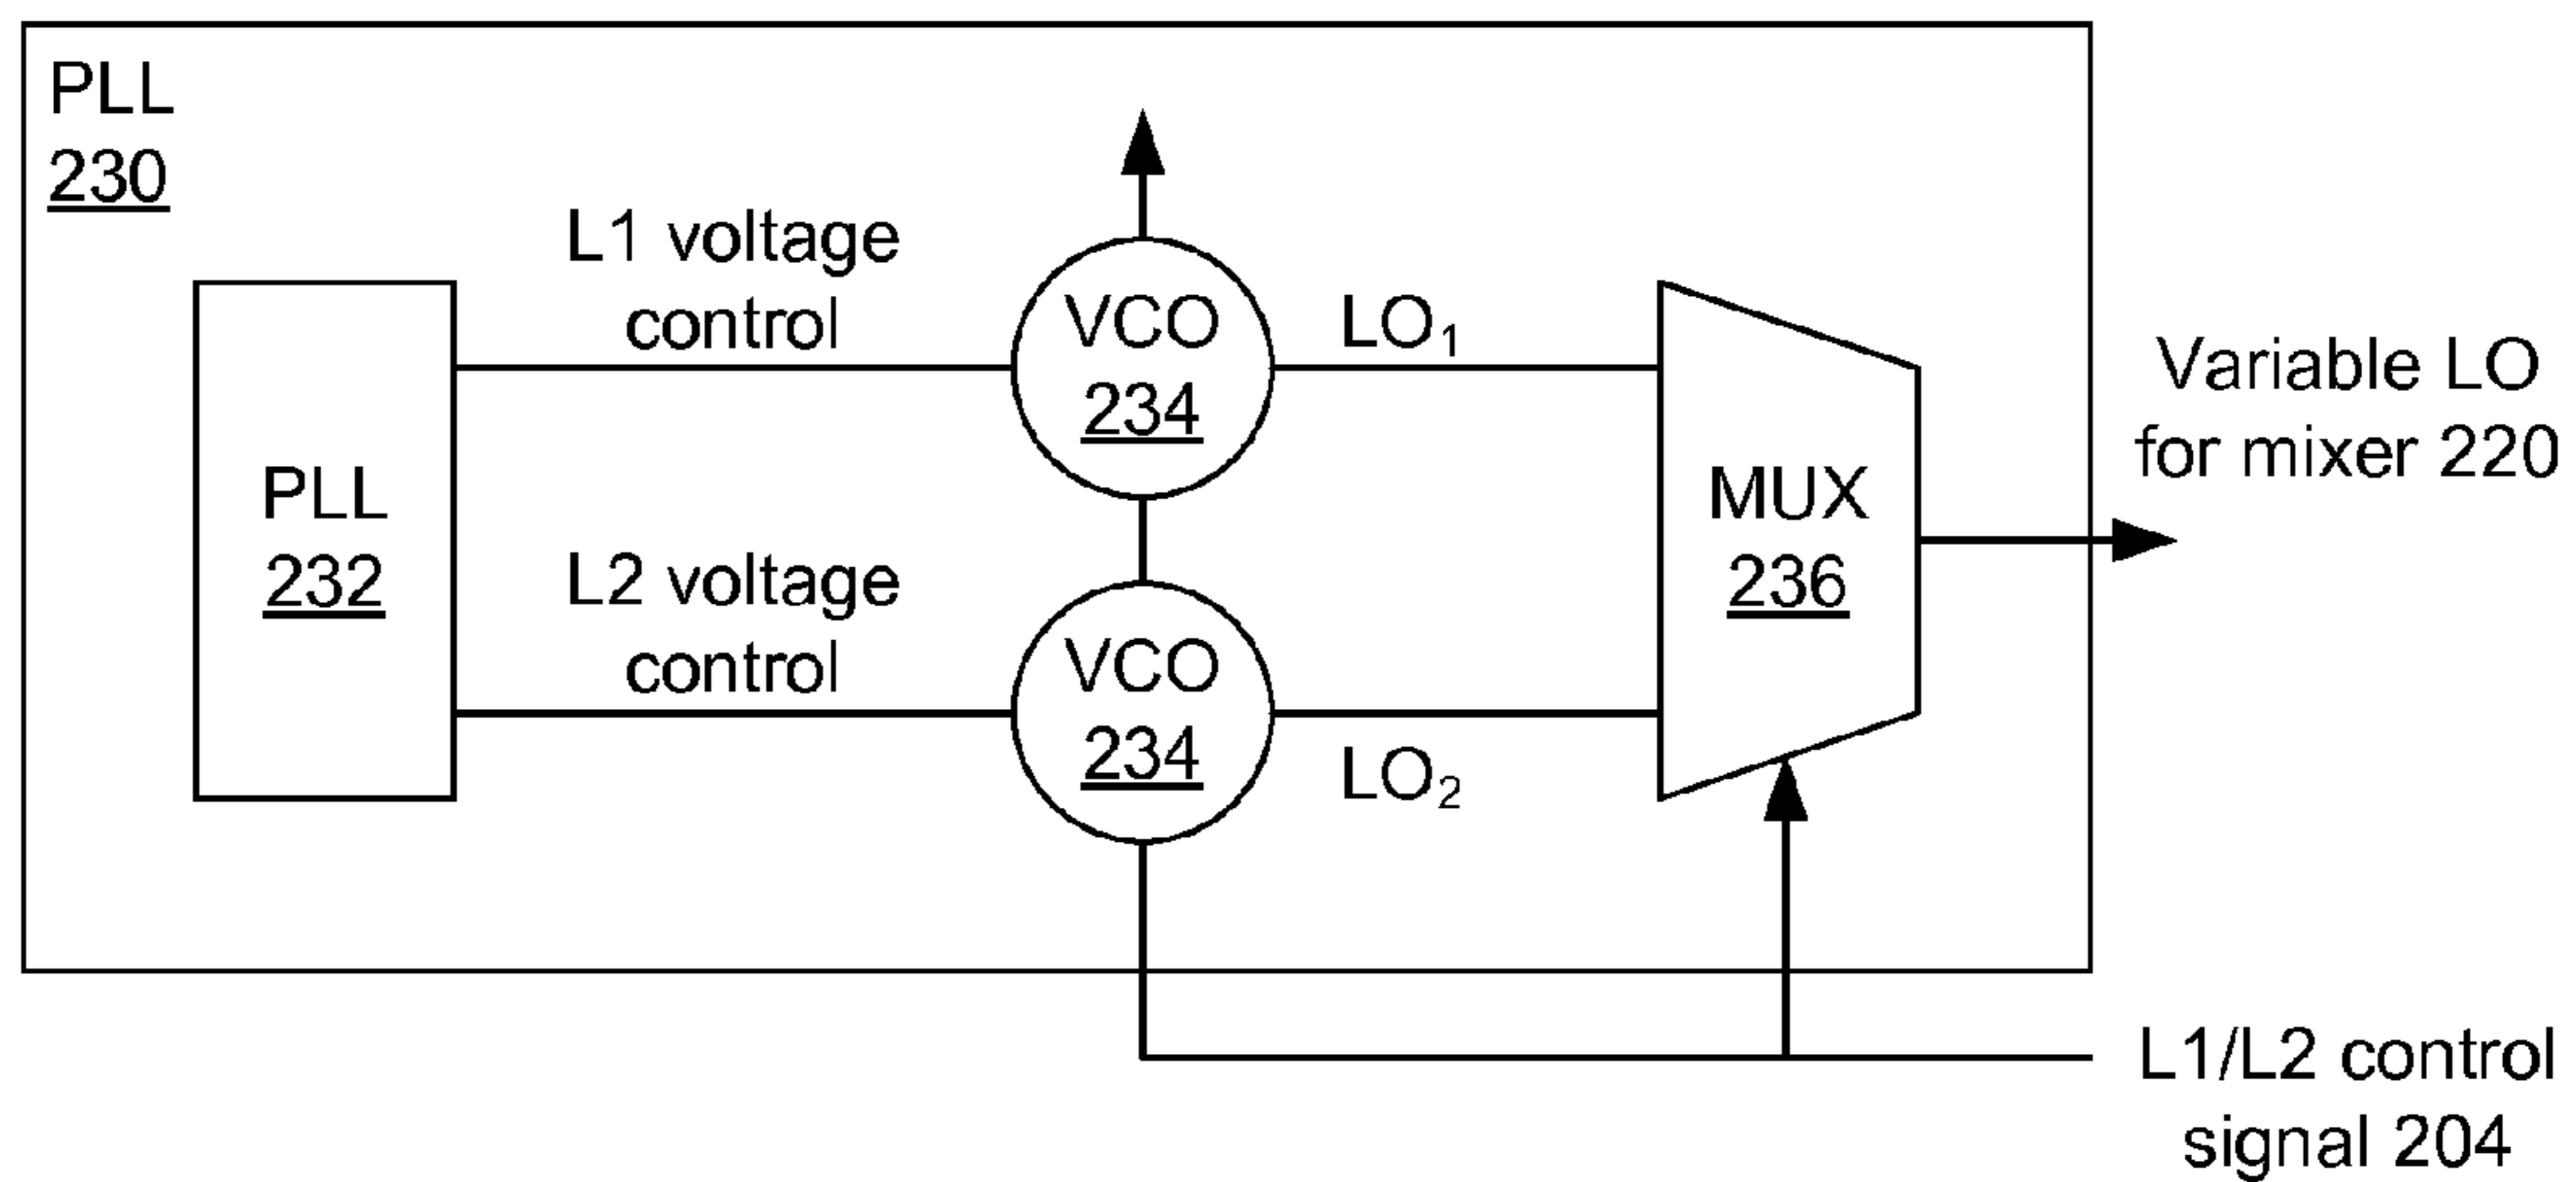 PLL
230
L1 voltage
control
VCO
234
LO₁
Variable LO
for mixer 220
PLL
232
MUX
236
L2 voltage
control
VCO
234
LO₂
L1/L2 control
signal 204